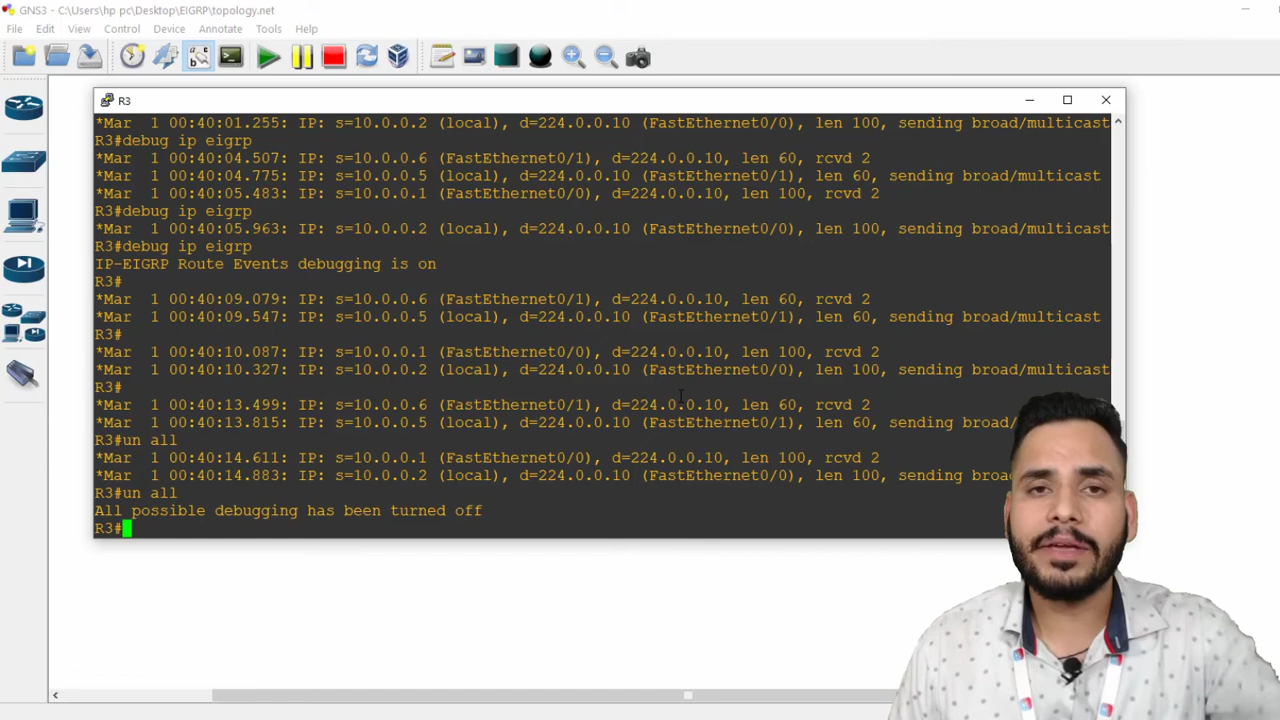 GNS3 - C:\Users\hp pc\Desktop\EIGRP\topology.net
File Edit View Control Device Annotate Tools Help
R3
*Mar  1 00:40:01.255: IP: s=10.0.0.2 (local), d=224.0.0.10 (FastEthernet0/0), len 100, sending broad/multicast
R3#debug ip eigrp
*Mar  1 00:40:04.507: IP: s=10.0.0.6 (FastEthernet0/1), d=224.0.0.10, len 60, rcvd 2
*Mar  1 00:40:04.775: IP: s=10.0.0.5 (local), d=224.0.0.10 (FastEthernet0/1), len 60, sending broad/multicast
*Mar  1 00:40:05.483: IP: s=10.0.0.1 (FastEthernet0/0), d=224.0.0.10, len 100, rcvd 2
R3#debug ip eigrp
*Mar  1 00:40:05.963: IP: s=10.0.0.2 (local), d=224.0.0.10 (FastEthernet0/0), len 100, sending broad/multicast
R3#debug ip eigrp
IP-EIGRP Route Events debugging is on
R3#
*Mar  1 00:40:09.079: IP: s=10.0.0.6 (FastEthernet0/1), d=224.0.0.10, len 60, rcvd 2
*Mar  1 00:40:09.547: IP: s=10.0.0.5 (local), d=224.0.0.10 (FastEthernet0/1), len 60, sending broad/multicast
R3#
*Mar  1 00:40:10.087: IP: s=10.0.0.1 (FastEthernet0/0), d=224.0.0.10, len 100, rcvd 2
*Mar  1 00:40:10.327: IP: s=10.0.0.2 (local), d=224.0.0.10 (FastEthernet0/0), len 100, sending broad/multicast
R3#
*Mar  1 00:40:13.499: IP: s=10.0.0.6 (FastEthernet0/1), d=224.0.0.10, len 60, rcvd 2
*Mar  1 00:40:13.815: IP: s=10.0.0.5 (local), d=224.0.0.10 (FastEthernet0/1), len 60, sending broad/mu
R3#un all
*Mar  1 00:40:14.611: IP: s=10.0.0.1 (FastEthernet0/0), d=224.0.0.10, len 100, rcvd 2
*Mar  1 00:40:14.883: IP: s=10.0.0.2 (local), d=224.0.0.10 (FastEthernet0/0), len 100, sending broad
R3#un all
All possible debugging has been turned off
R3#